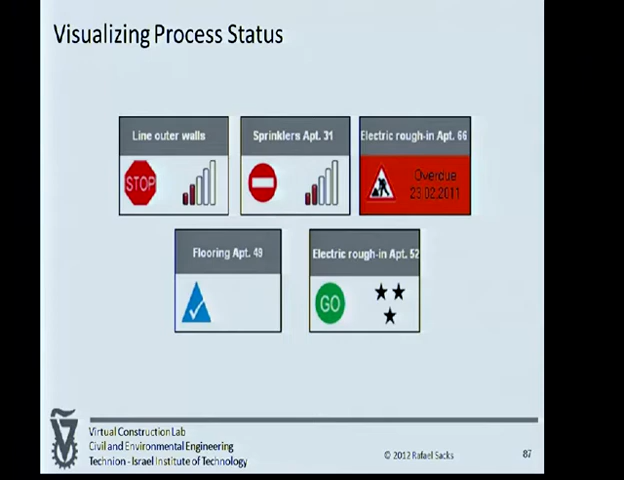 Visualizing Process Status
Line outer walls
Sprinklers Apt. 31
Electric rough-in Apt. 66
STOP
Overdue
23.02.2011
Flooring Apt. 49
Electric rough-in Apt. 52
GO
Virtual Construction Lab
Civil and Environmental Engineering
Technion - Israel Institute of Technology
© 2012 Rafael Sacks
87